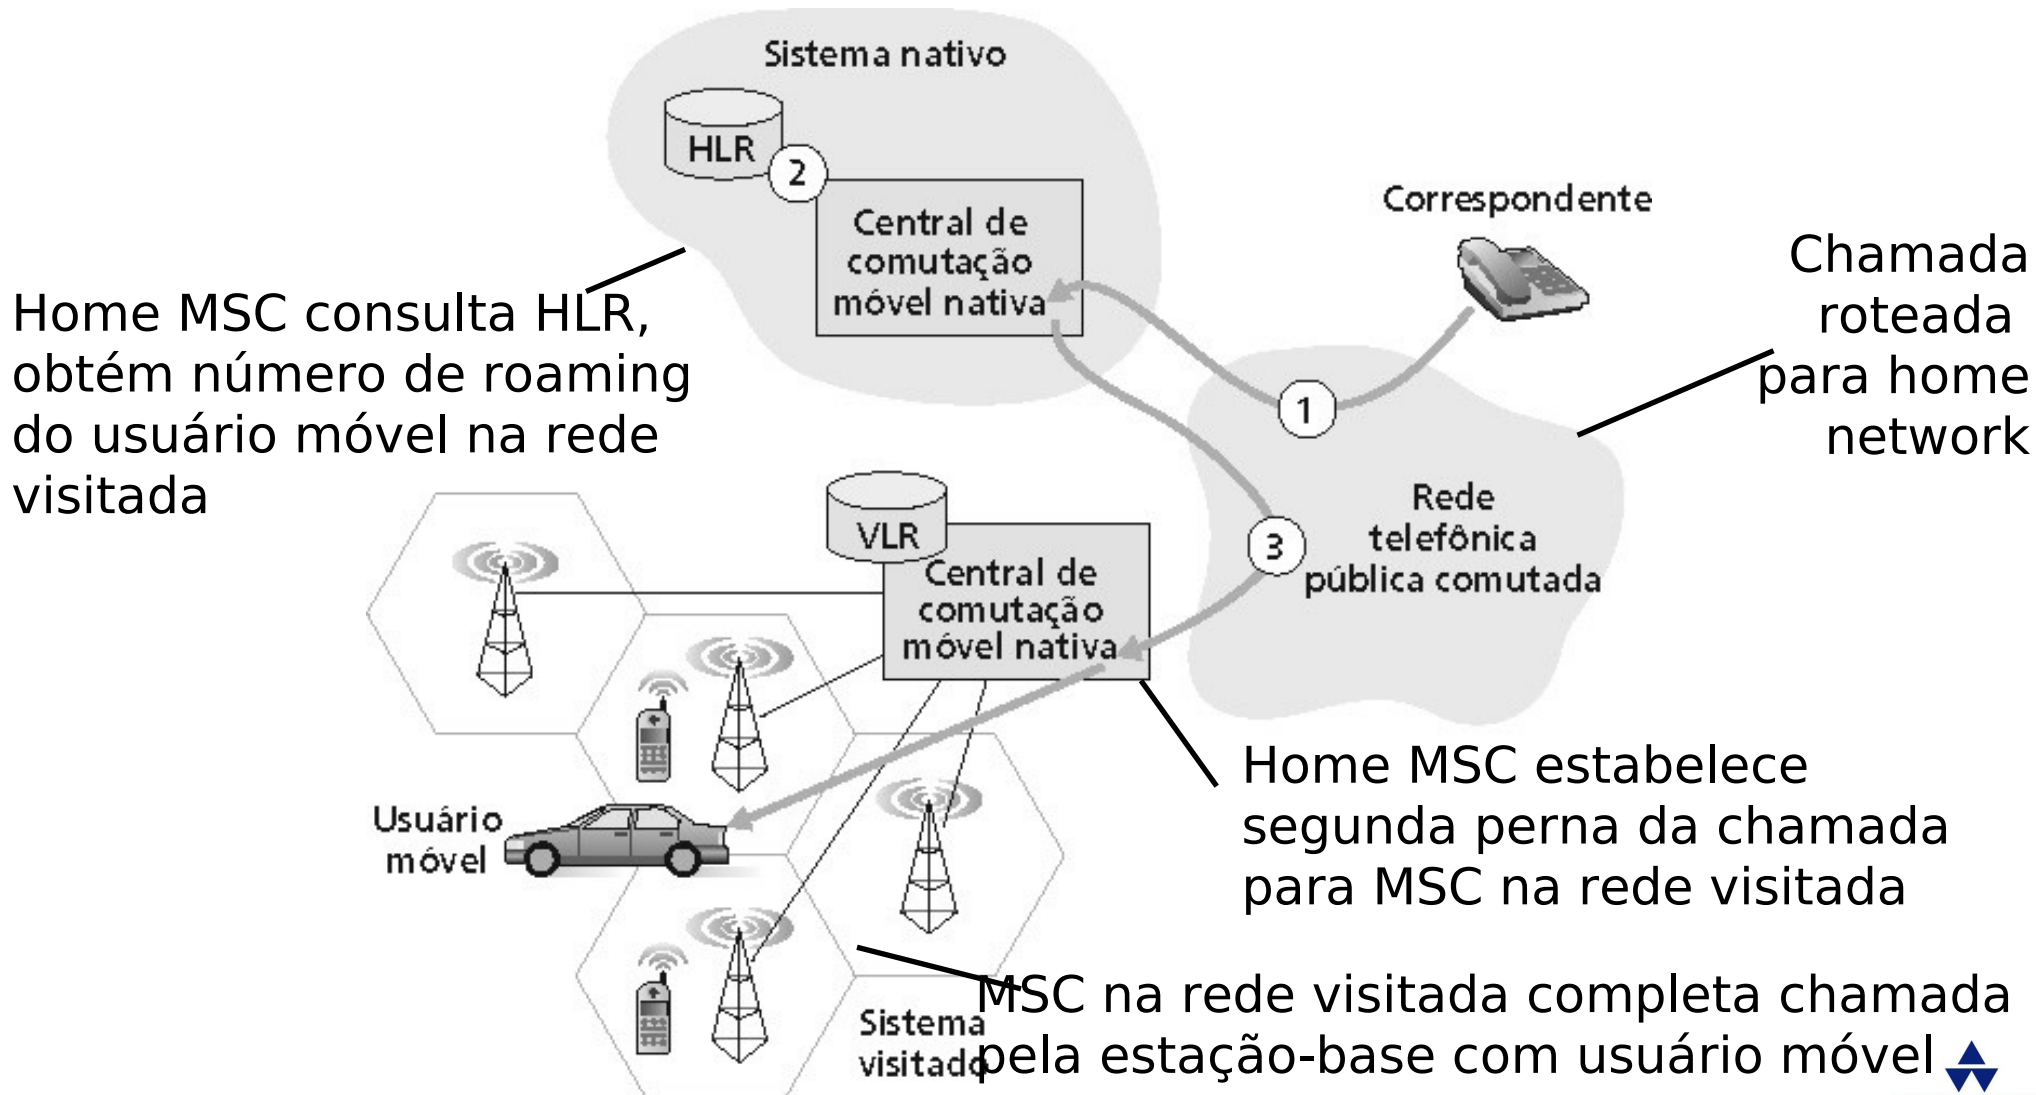 Sistema nativo
HLR
2
Central de
comutação
móvel nativa
Correspondente
Chamada
roteada
para home
network
Home MSC consulta HLR,
obtém número de roaming
do usuário móvel na rede
visitada
1
Rede
telefônica
pública comutada
3
VLR
Central de
comutação
móvel nativa
Usuário
móvel
Home MSC estabelece
segunda perna da chamada
para MSC na rede visitada
MSC na rede visitada completa chamada
pela estação-base com usuário móvel
Sistema
visitado